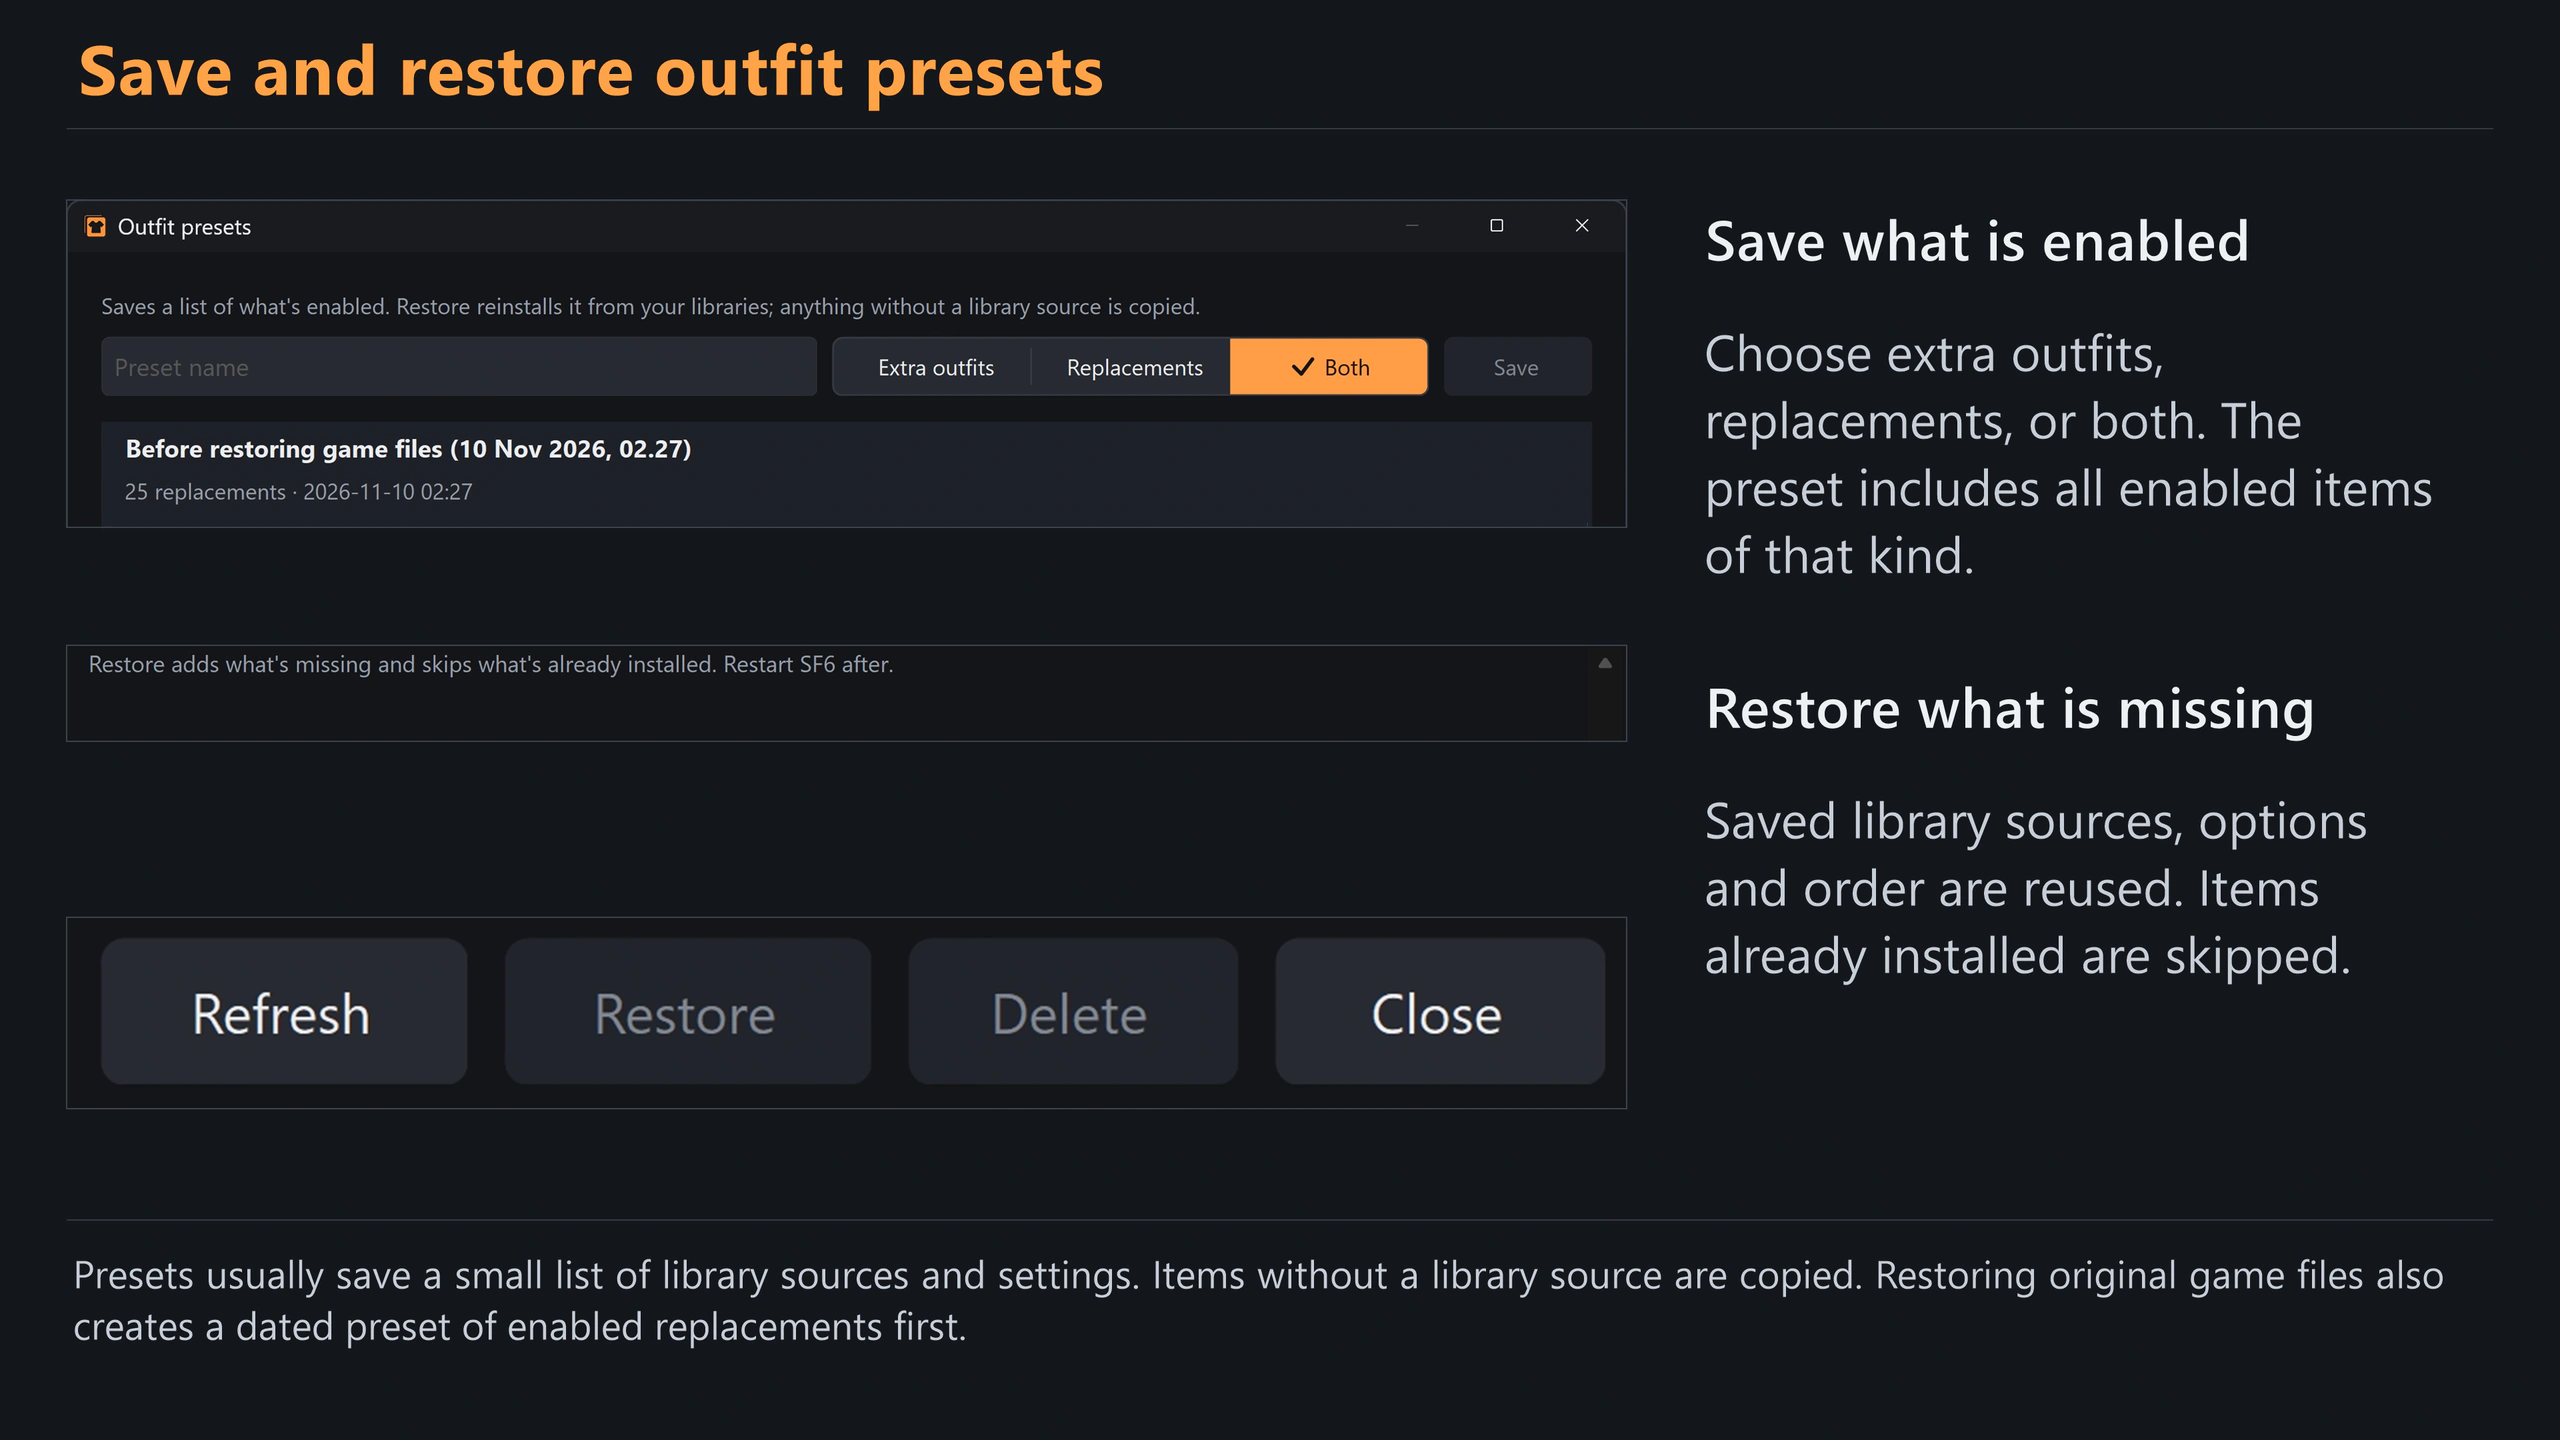 Save and restore outfit presets
Outfit presets
Saves a list of what's enabled. Restore reinstalls it from your libraries; anything without a library source is copied.
Preset name
Extra outfits
Replacements
Both
Save
Before restoring game files (10 Nov 2026, 02.27)
25 replacements · 2026-11-10 02:27
Restore adds what's missing and skips what's already installed. Restart SF6 after.
Refresh
Restore
Delete
Close
Save what is enabled
Choose extra outfits,
replacements, or both. The
preset includes all enabled items
of that kind.
Restore what is missing
Saved library sources, options
and order are reused. Items
already installed are skipped.
Presets usually save a small list of library sources and settings. Items without a library source are copied. Restoring original game files also
creates a dated preset of enabled replacements first.